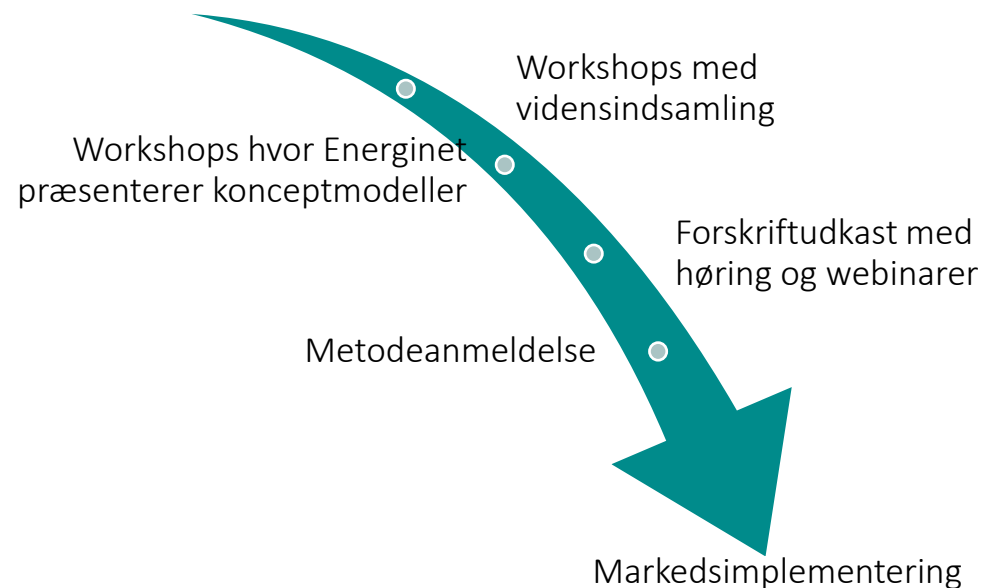 Workshops med
vidensindsamling
Workshops hvor Energinet
præsenterer konceptmodeller
Forskriftudkast med
høring og webinarer
Metodeanmeldelse
Markedsimplementering